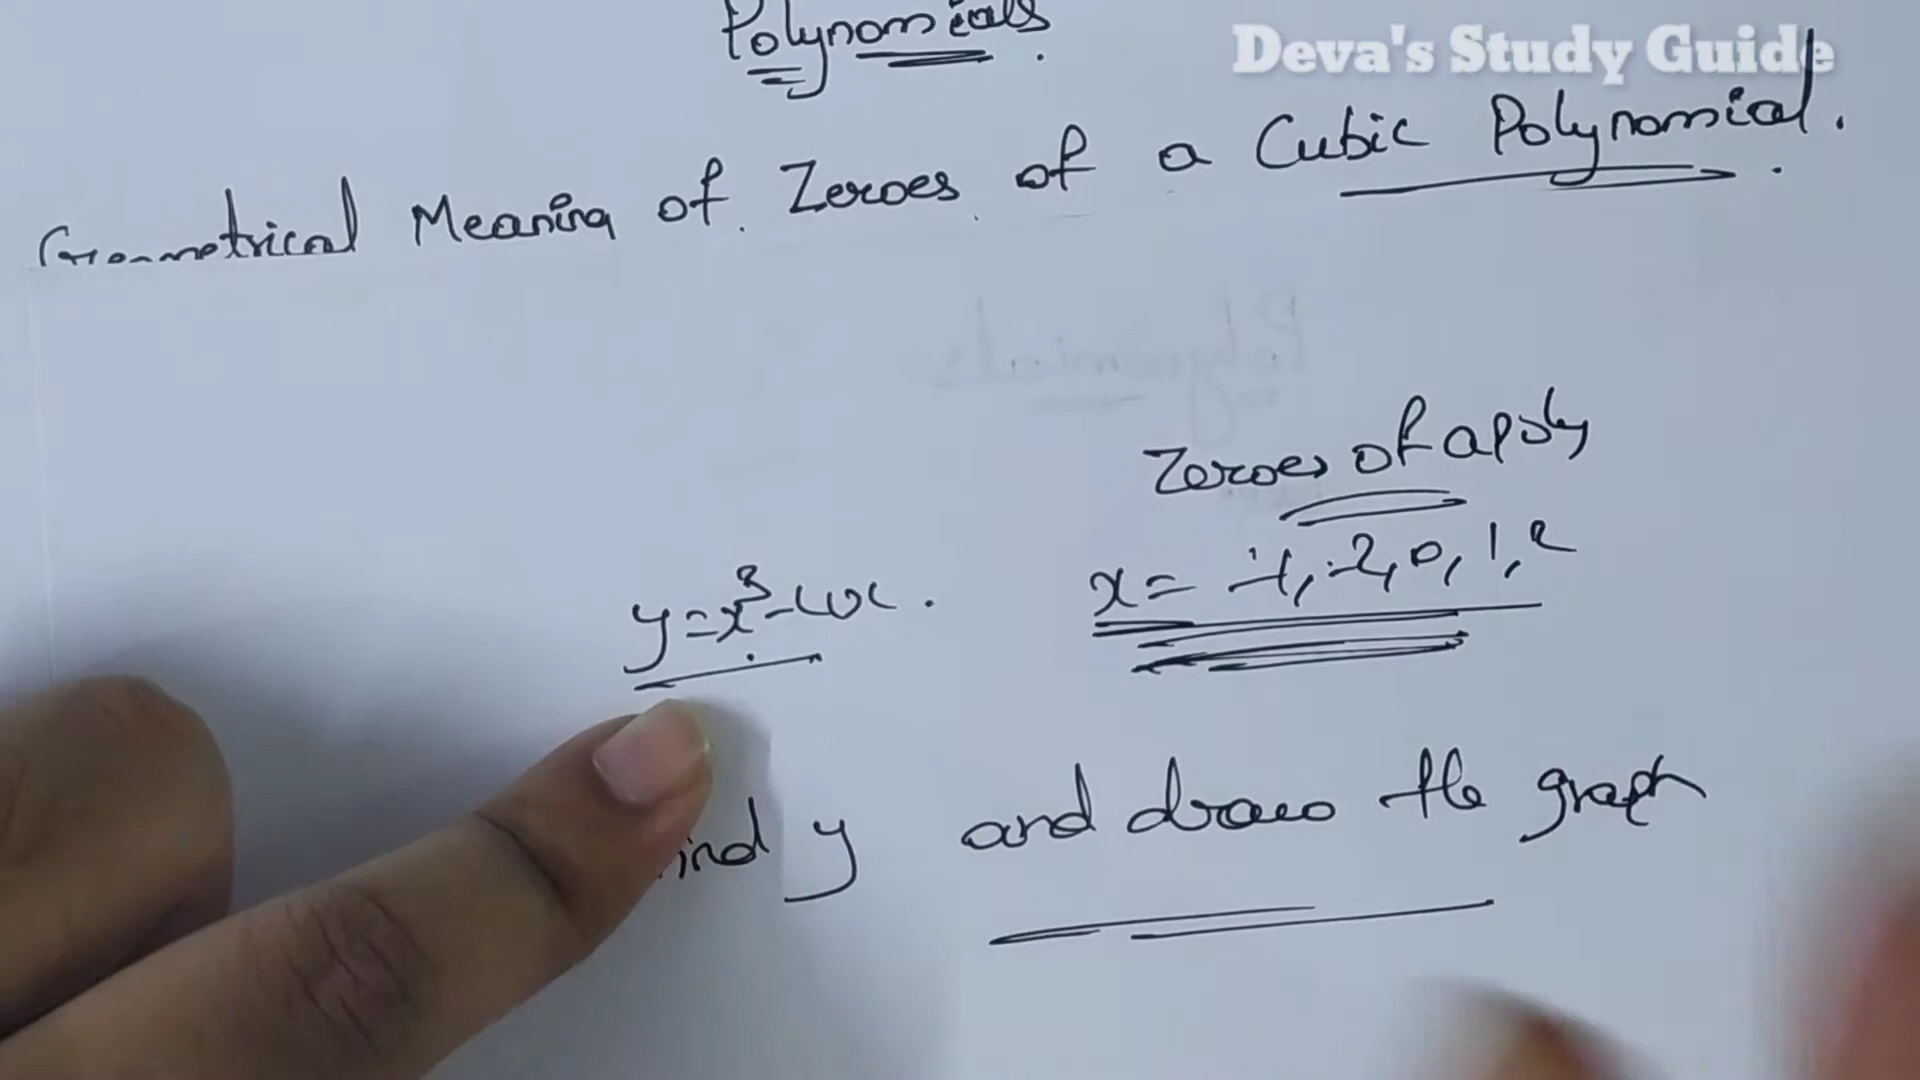 Polynomials.
Deva's Study Guide
Geometrical Meaning of Zeroes of a Cubic Polynomial.
Zeroes of a poly
y=x³-4x.
x= -1, -2, 0, 1, 2
ind y and draw the graph